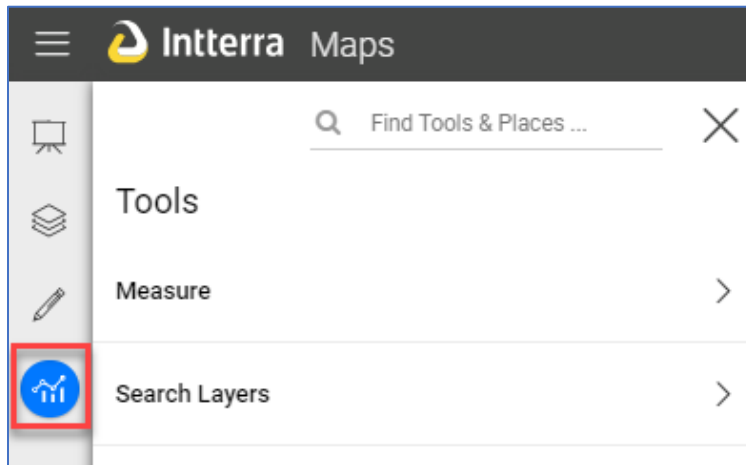 Intterra Maps
Find Tools & Places ...
Tools
Measure
Search Layers